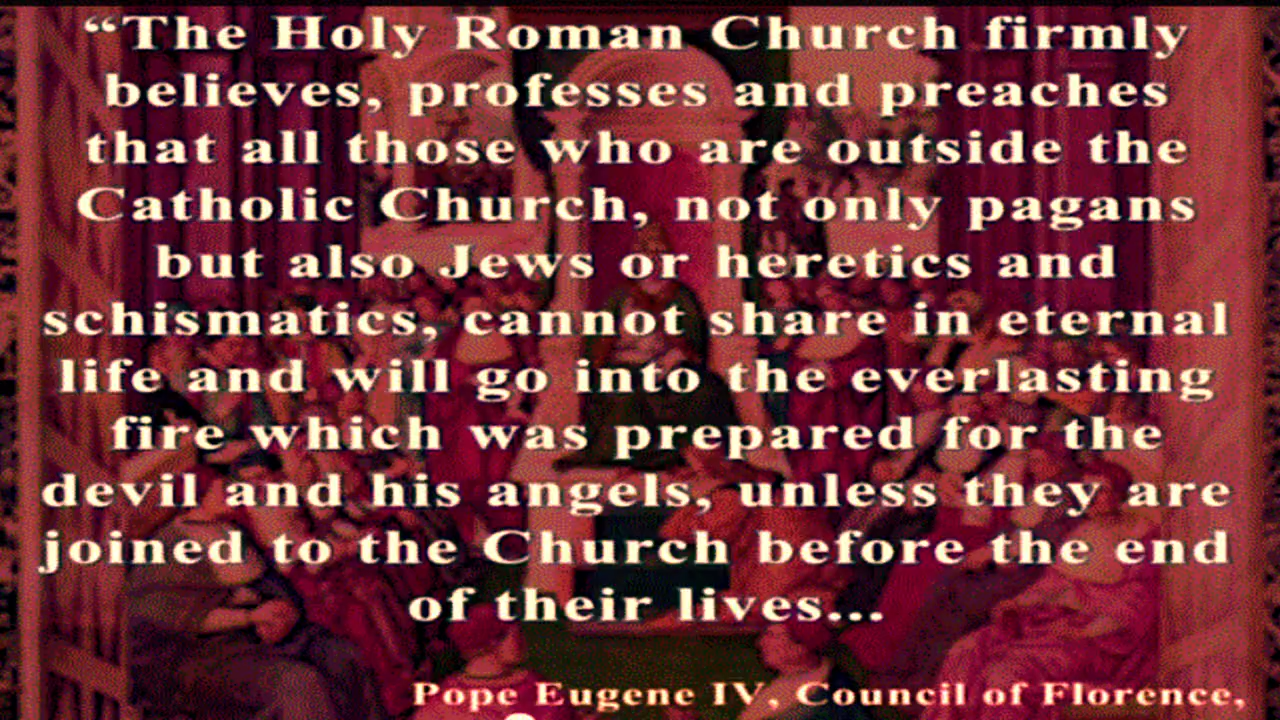 “The Holy Roman Church firmly
believes, professes and preaches
that all those who are outside the
Catholic Church, not only pagans
but also Jews or heretics and
schismatics, cannot share in eternal
life and will go into the everlasting
fire which was prepared for the
devil and his angels, unless they are
joined to the Church before the end
of their lives...
Pope Eugene IV, Council of Florence,